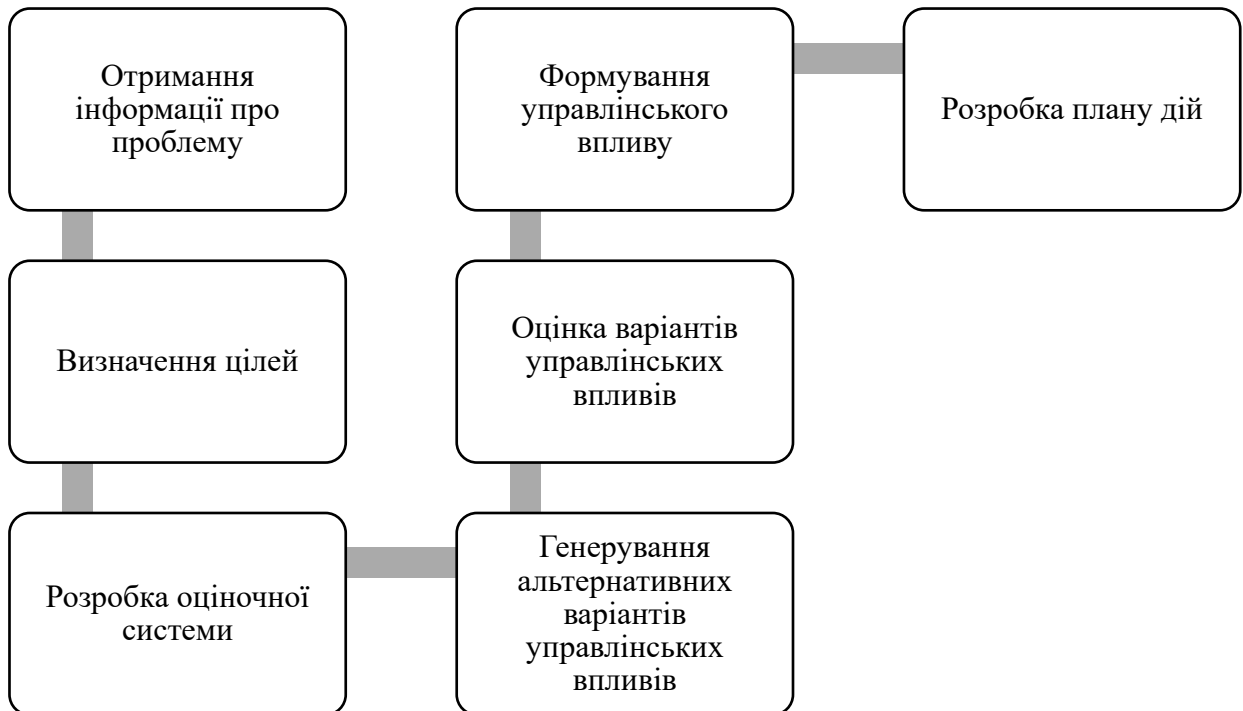 Отримання
інформації про
проблему
Визначення цілей
Розробка оціночної
системи
Генерування
альтернативних
варіантів
управлінських
впливів
Оцінка варіантів
управлінських
впливів
Формування
управлінського
впливу
Розробка плану дій